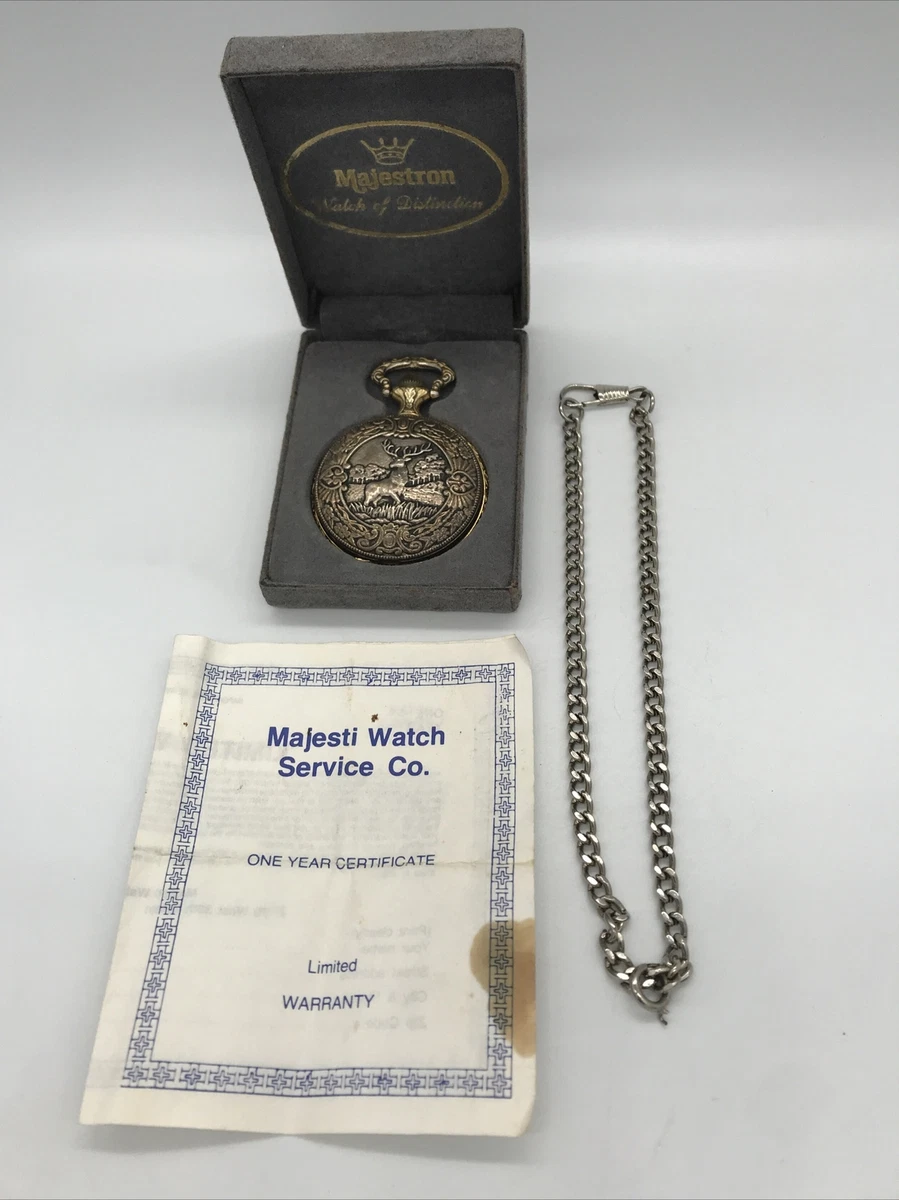 Majestron
Watch of Distinction
Majesti Watch
Service Co.
ONE YEAR CERTIFICATE
Limited
WARRANTY